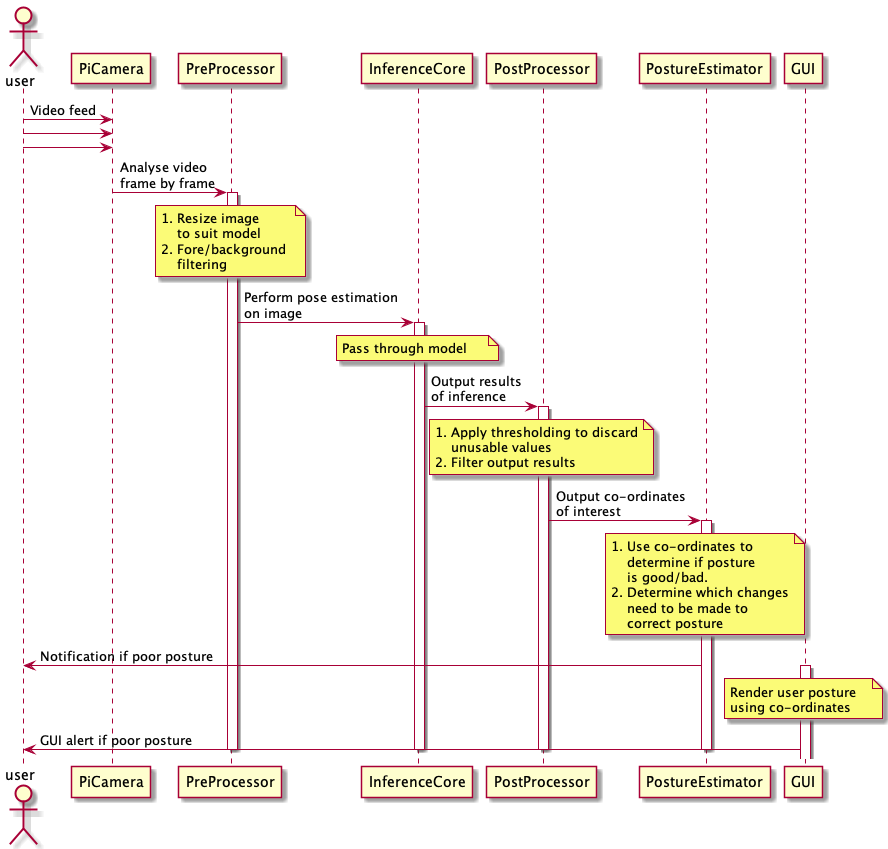 user
PiCamera
PreProcessor
InferenceCore
PostProcessor
PostureEstimator
GUI
Video feed
Analyse video
frame by frame
1. Resize image
to suit model
2. Fore/background
filtering
Perform pose estimation
on image
Pass through model
Output results
of inference
1. Apply thresholding to discard
unusable values
2. Filter output results
Output co-ordinates
of interest
1. Use co-ordinates to
determine if posture
is good/bad.
2. Determine which changes
need to be made to
correct posture
Notification if poor posture
Render user posture
using co-ordinates
GUI alert if poor posture
user
PiCamera
PreProcessor
InferenceCore
PostProcessor
PostureEstimator
GUI